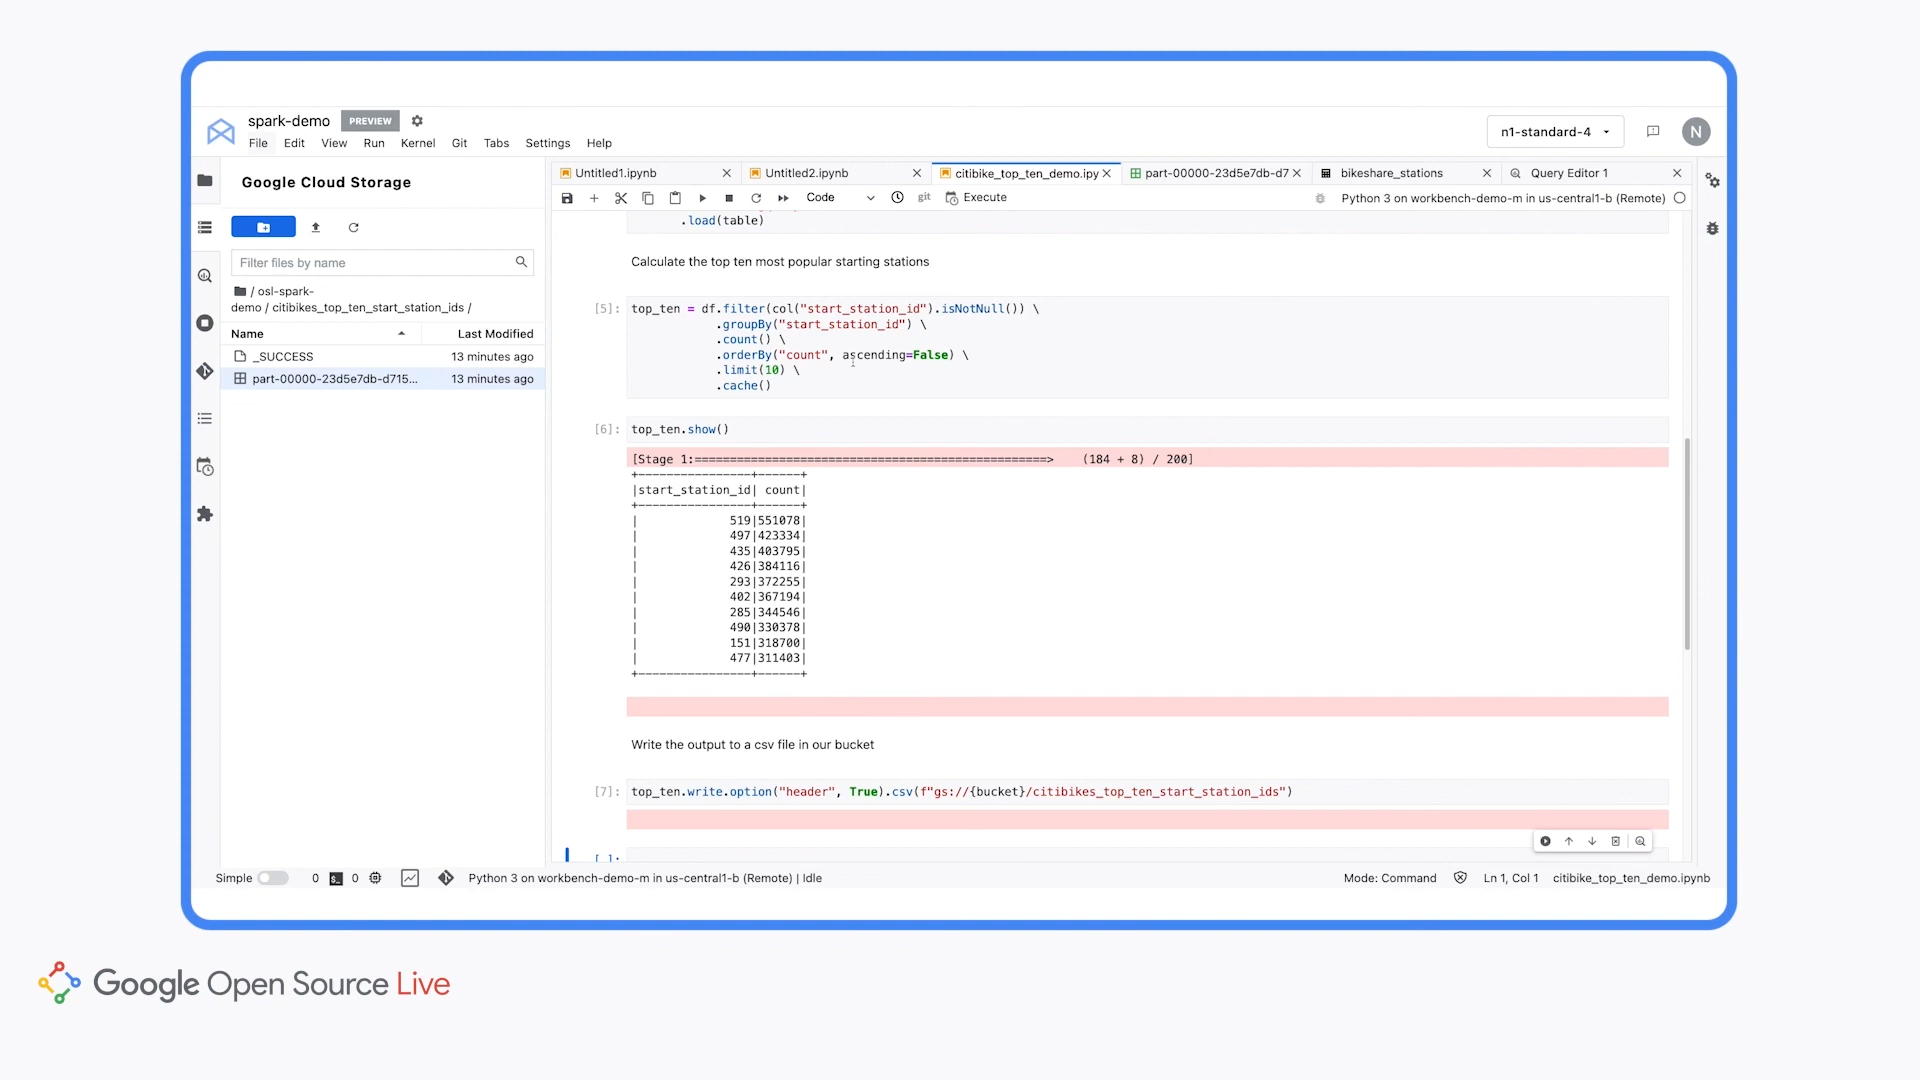 spark-demo PREVIEW
File Edit View Run Kernel Git Tabs Settings Help
n1-standard-4
N
Google Cloud Storage
Filter files by name
/ osl-spark-
demo / citibikes_top_ten_start_station_ids /
Name Last Modified
_SUCCESS 13 minutes ago
part-00000-23d5e7db-d715... 13 minutes ago
Untitled1.ipynb Untitled2.ipynb citibike_top_ten_demo.ipy part-00000-23d5e7db-d7 bikeshare_stations Query Editor 1
Code git Execute Python 3 on workbench-demo-m in us-central1-b (Remote)
.load(table)
Calculate the top ten most popular starting stations
[5]: top_ten = df.filter(col("start_station_id").isNotNull()) \
.groupBy("start_station_id") \
.count() \
.orderBy("count", ascending=False) \
.limit(10) \
.cache()
[6]: top_ten.show()
[Stage 1:==================================================> (184 + 8) / 200]
+----------------+------+
|start_station_id| count|
+----------------+------+
| 519|551078|
| 497|423334|
| 435|403795|
| 426|384116|
| 293|372255|
| 402|367194|
| 285|344546|
| 490|330378|
| 151|318700|
| 477|311403|
+----------------+------+
Write the output to a csv file in our bucket
[7]: top_ten.write.option("header", True).csv(f"gs://{bucket}/citibikes_top_ten_start_station_ids")
[ ]:
Simple 0 $_ 0 Python 3 on workbench-demo-m in us-central1-b (Remote) | Idle Mode: Command Ln 1, Col 1 citibike_top_ten_demo.ipynb
Google Open Source Live